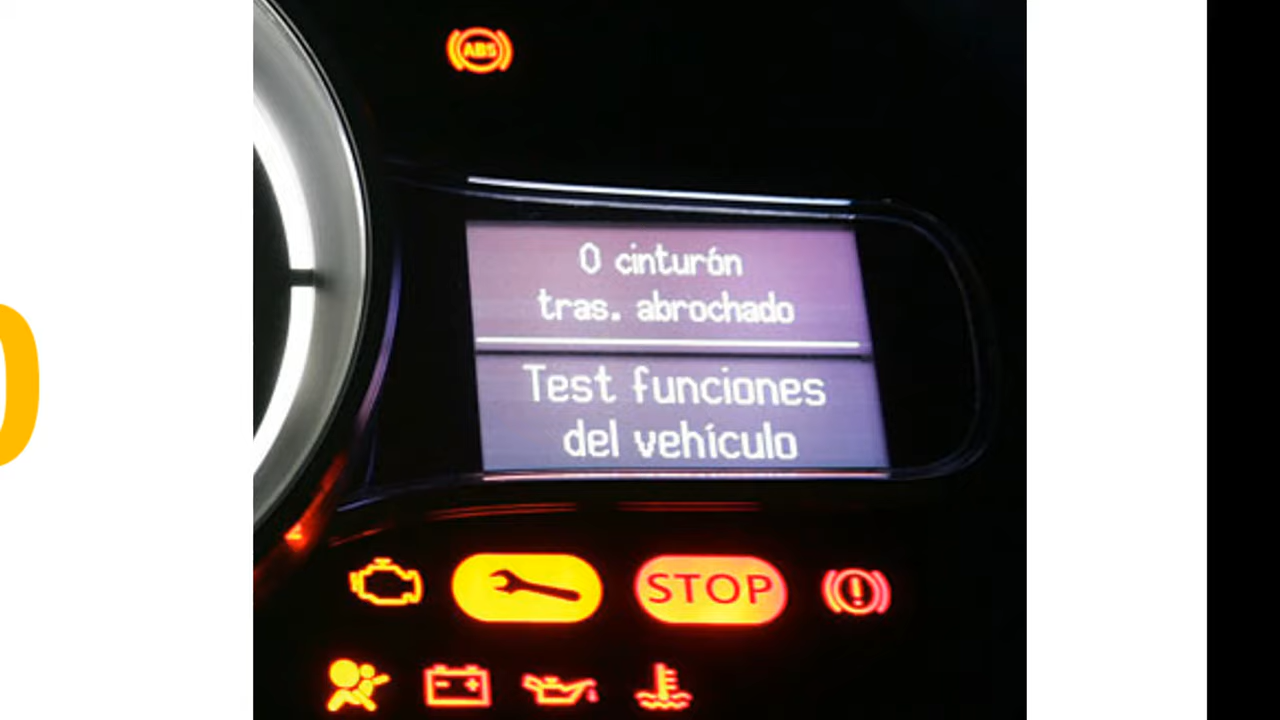 ABS
0 cinturón
tras. abrochado
Test funciones
del vehículo
STOP